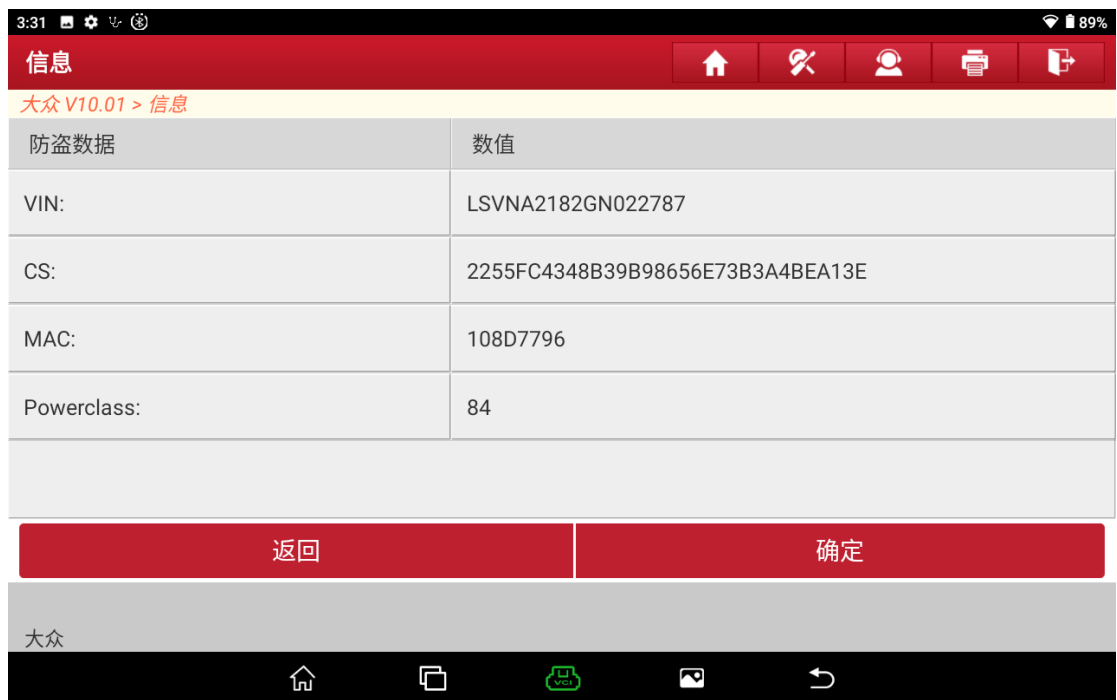 3:31 89%
信息
大众 V10.01 > 信息
防盗数据 数值
VIN: LSVNA2182GN022787
CS: 2255FC4348B39B98656E73B3A4BEA13E
MAC: 108D7796
Powerclass: 84
返回 确定
大众
VCI